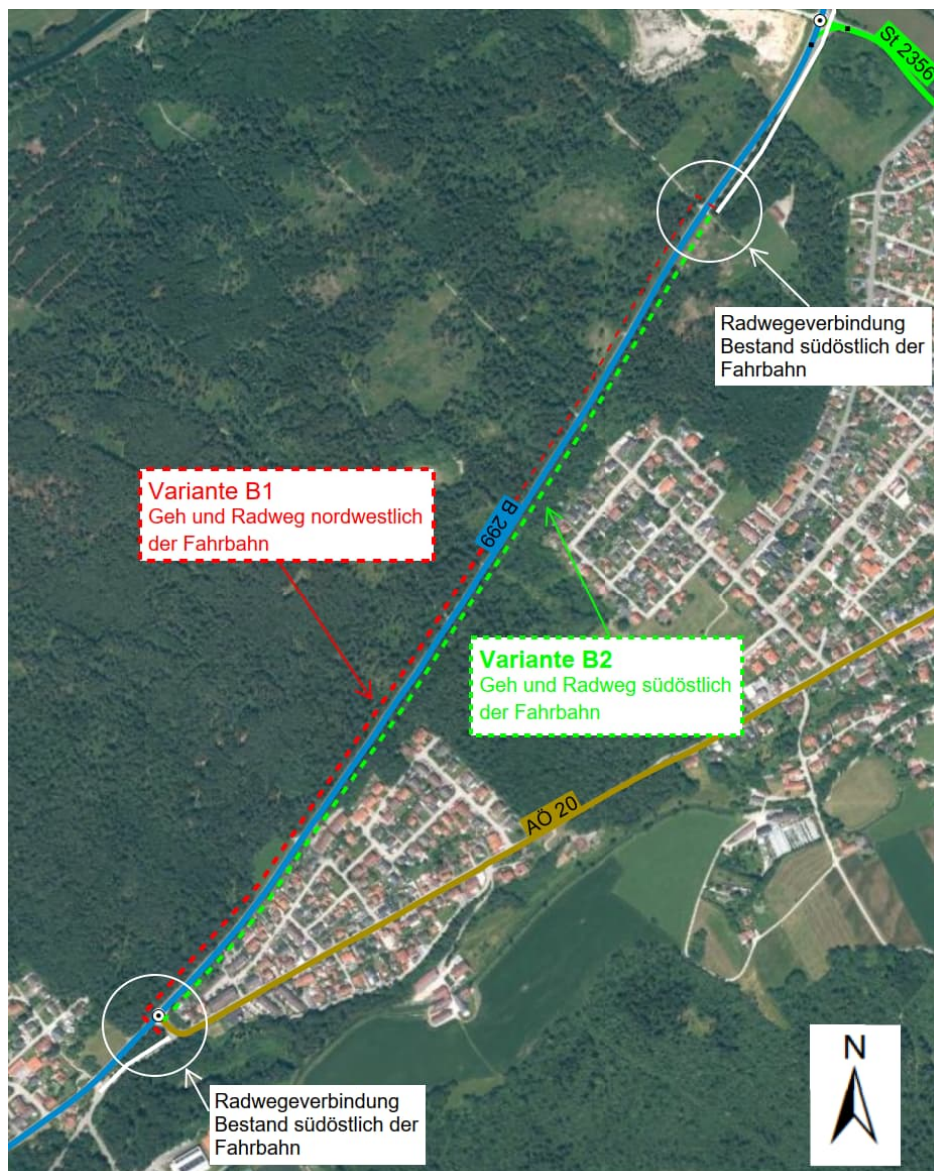 St 2356
Radwegeverbindung
Bestand südöstlich der
Fahrbahn
Variante B1
Geh und Radweg nordwestlich
der Fahrbahn
B 299
Variante B2
Geh und Radweg südöstlich
der Fahrbahn
AÖ 20
N
Radwegeverbindung
Bestand südöstlich der
Fahrbahn